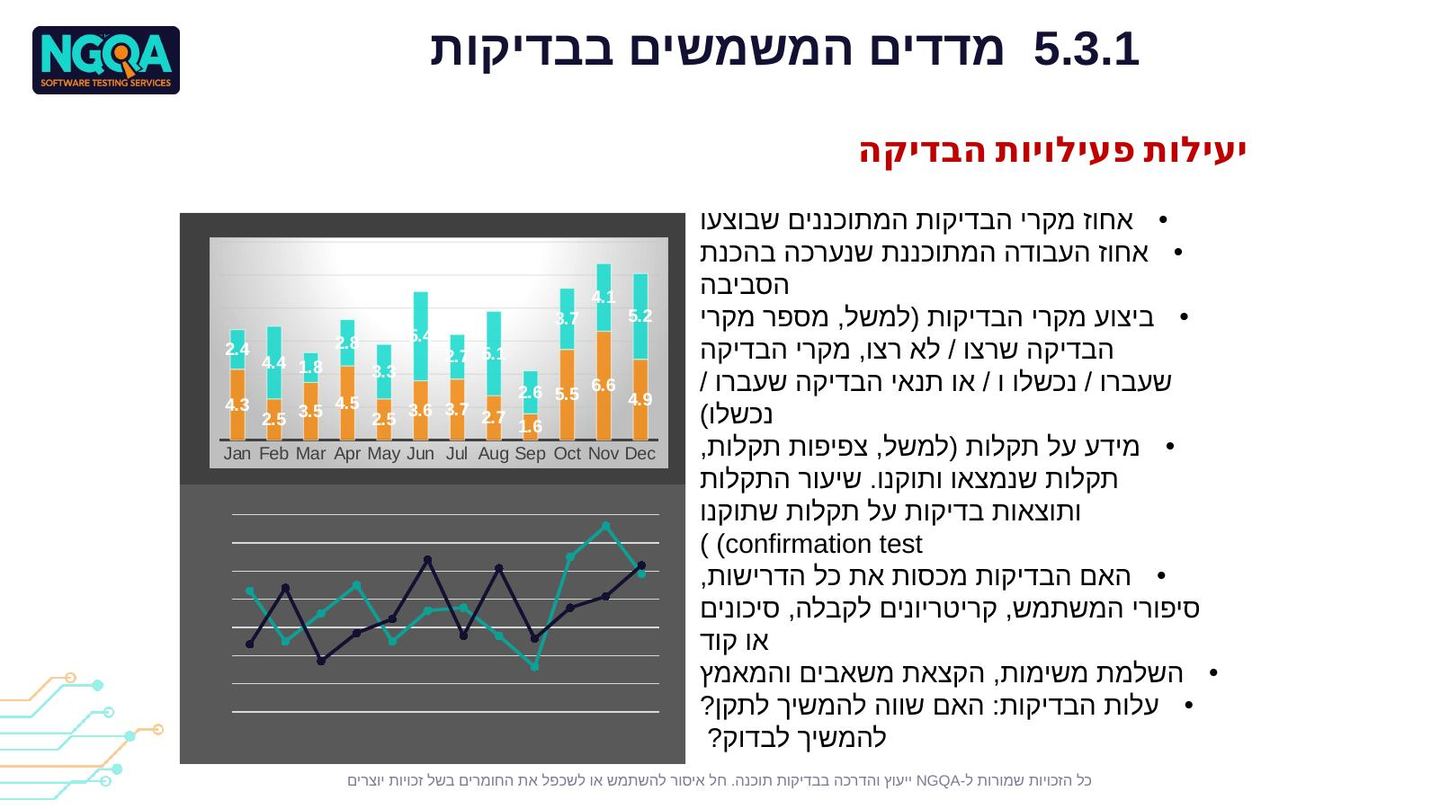 5.3.1 מדדים המשמשים בבדיקות
NGQA
SOFTWARE TESTING SERVICES
יעילות פעילויות הבדיקה
• אחוז מקרי הבדיקות המתוכננים שבוצעו
• אחוז העבודה המתוכננת שנערכה בהכנת
הסביבה
• ביצוע מקרי הבדיקות (למשל, מספר מקרי
הבדיקה שרצו / לא רצו, מקרי הבדיקה
שעברו / נכשלו ו / או תנאי הבדיקה שעברו /
נכשלו)
• מידע על תקלות (למשל, צפיפות תקלות,
תקלות שנמצאו ותוקנו. שיעור התקלות
ותוצאות בדיקות על תקלות שתוקנו
( (confirmation test
• האם הבדיקות מכסות את כל הדרישות,
סיפורי המשתמש, קריטריונים לקבלה, סיכונים
או קוד
• השלמת משימות, הקצאת משאבים והמאמץ
• עלות הבדיקות: האם שווה להמשיך לתקן?
להמשיך לבדוק?
2.4 4.4 1.8 2.8 3.3 5.4 2.7 5.1 2.6 3.7 4.1 5.2
4.3 2.5 3.5 4.5 2.5 3.6 3.7 2.7 1.6 5.5 6.6 4.9
Jan Feb Mar Apr May Jun Jul Aug Sep Oct Nov Dec
כל הזכויות שמורות ל-NGQA ייעוץ והדרכה בבדיקות תוכנה. חל איסור להשתמש או לשכפל את החומרים בשל זכויות יוצרים